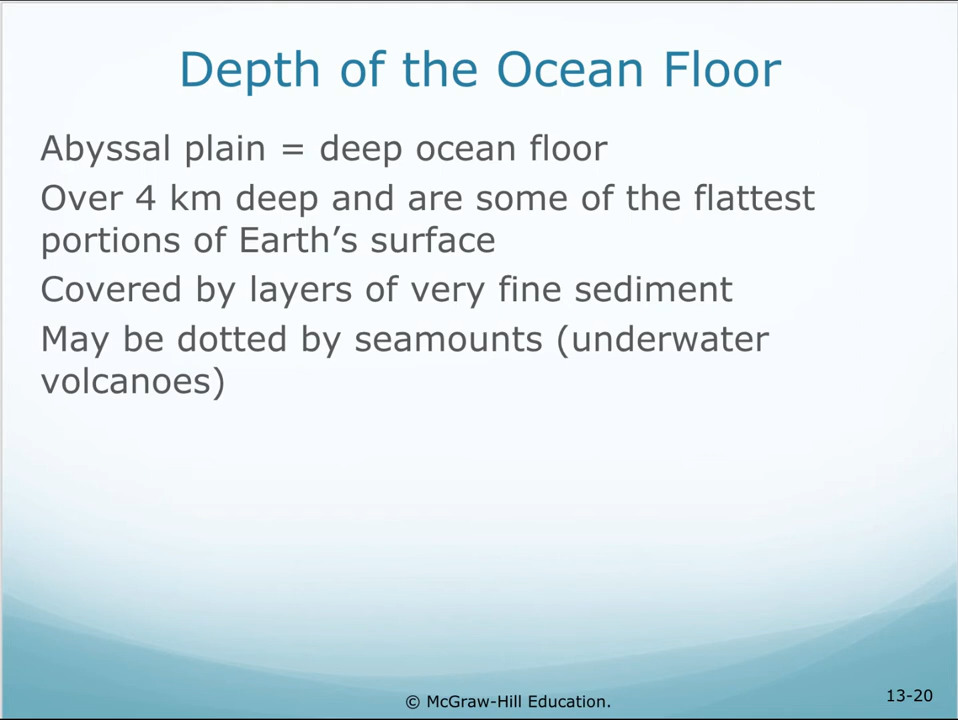 Depth of the Ocean Floor
Abyssal plain = deep ocean floor
Over 4 km deep and are some of the flattest
portions of Earth’s surface
Covered by layers of very fine sediment
May be dotted by seamounts (underwater
volcanoes)
© McGraw-Hill Education.
13-20